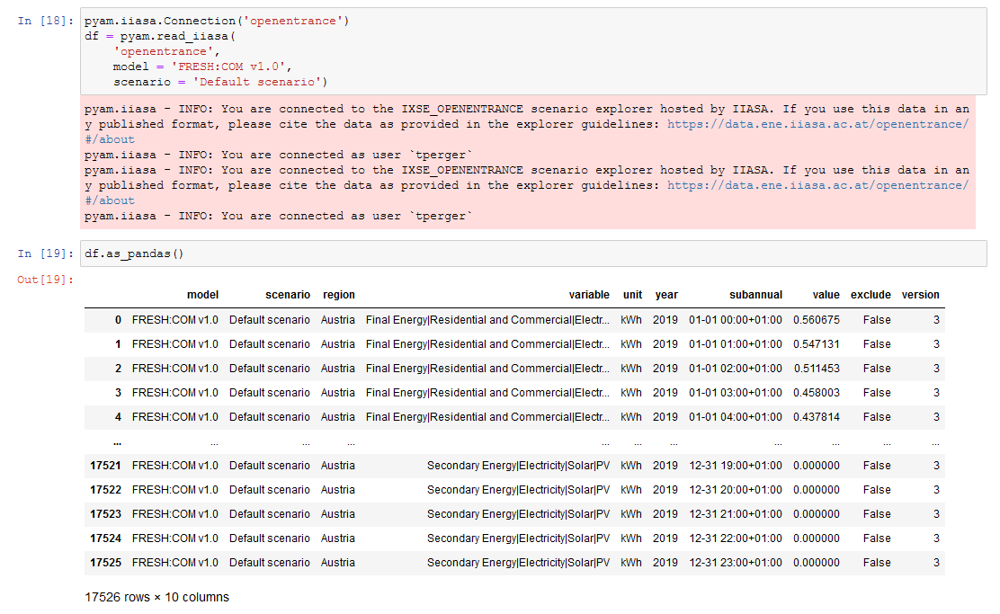 In [18]: pyam.iiasa.Connection('openentrance')
df = pyam.read_iiasa(
'openentrance',
model = 'FRESH:COM v1.0',
scenario = 'Default scenario')
pyam.iiasa - INFO: You are connected to the IXSE_OPENENTRANCE scenario explorer hosted by IIASA. If you use this data in an
y published format, please cite the data as provided in the explorer guidelines: https://data.ene.iiasa.ac.at/openentrance/
#/about
pyam.iiasa - INFO: You are connected as user `tperger`
pyam.iiasa - INFO: You are connected to the IXSE_OPENENTRANCE scenario explorer hosted by IIASA. If you use this data in an
y published format, please cite the data as provided in the explorer guidelines: https://data.ene.iiasa.ac.at/openentrance/
#/about
pyam.iiasa - INFO: You are connected as user `tperger`
In [19]: df.as_pandas()
Out[19]:
model scenario region variable unit year subannual value exclude version
0 FRESH:COM v1.0 Default scenario Austria Final Energy|Residential and Commercial|Electr... kWh 2019 01-01 00:00+01:00 0.560675 False 3
1 FRESH:COM v1.0 Default scenario Austria Final Energy|Residential and Commercial|Electr... kWh 2019 01-01 01:00+01:00 0.547131 False 3
2 FRESH:COM v1.0 Default scenario Austria Final Energy|Residential and Commercial|Electr... kWh 2019 01-01 02:00+01:00 0.511453 False 3
3 FRESH:COM v1.0 Default scenario Austria Final Energy|Residential and Commercial|Electr... kWh 2019 01-01 03:00+01:00 0.458003 False 3
4 FRESH:COM v1.0 Default scenario Austria Final Energy|Residential and Commercial|Electr... kWh 2019 01-01 04:00+01:00 0.437814 False 3
... ... ... ... ... ... ... ... ... ... ...
17521 FRESH:COM v1.0 Default scenario Austria Secondary Energy|Electricity|Solar|PV kWh 2019 12-31 19:00+01:00 0.000000 False 3
17522 FRESH:COM v1.0 Default scenario Austria Secondary Energy|Electricity|Solar|PV kWh 2019 12-31 20:00+01:00 0.000000 False 3
17523 FRESH:COM v1.0 Default scenario Austria Secondary Energy|Electricity|Solar|PV kWh 2019 12-31 21:00+01:00 0.000000 False 3
17524 FRESH:COM v1.0 Default scenario Austria Secondary Energy|Electricity|Solar|PV kWh 2019 12-31 22:00+01:00 0.000000 False 3
17525 FRESH:COM v1.0 Default scenario Austria Secondary Energy|Electricity|Solar|PV kWh 2019 12-31 23:00+01:00 0.000000 False 3
17526 rows × 10 columns